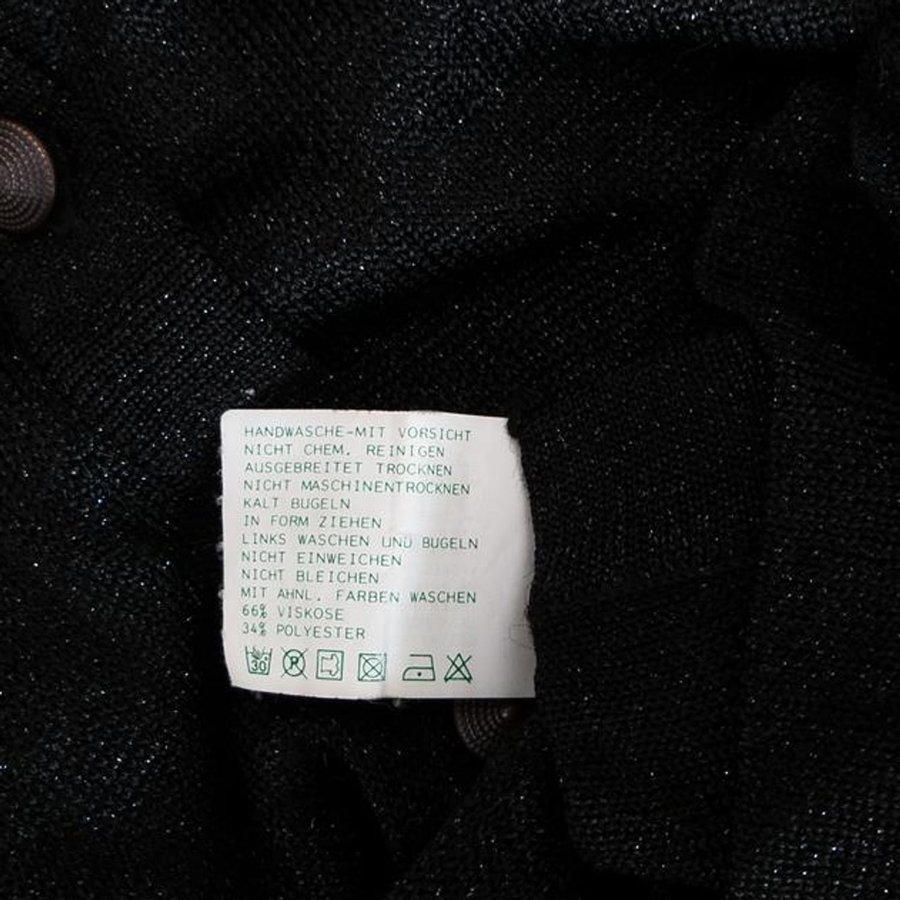 HANDWASCHE-MIT VORSICHT
NICHT CHEM. REINIGEN
AUSGEBREITET TROCKNEN
NICHT MASCHINENTROCKNEN
KALT BUGELN
IN FORM ZIEHEN
LINKS WASCHEN UND BUGELN
NICHT EINWEICHEN
NICHT BLEICHEN
MIT AHNL. FARBEN WASCHEN
66% VISKOSE
34% POLYESTER
30 P